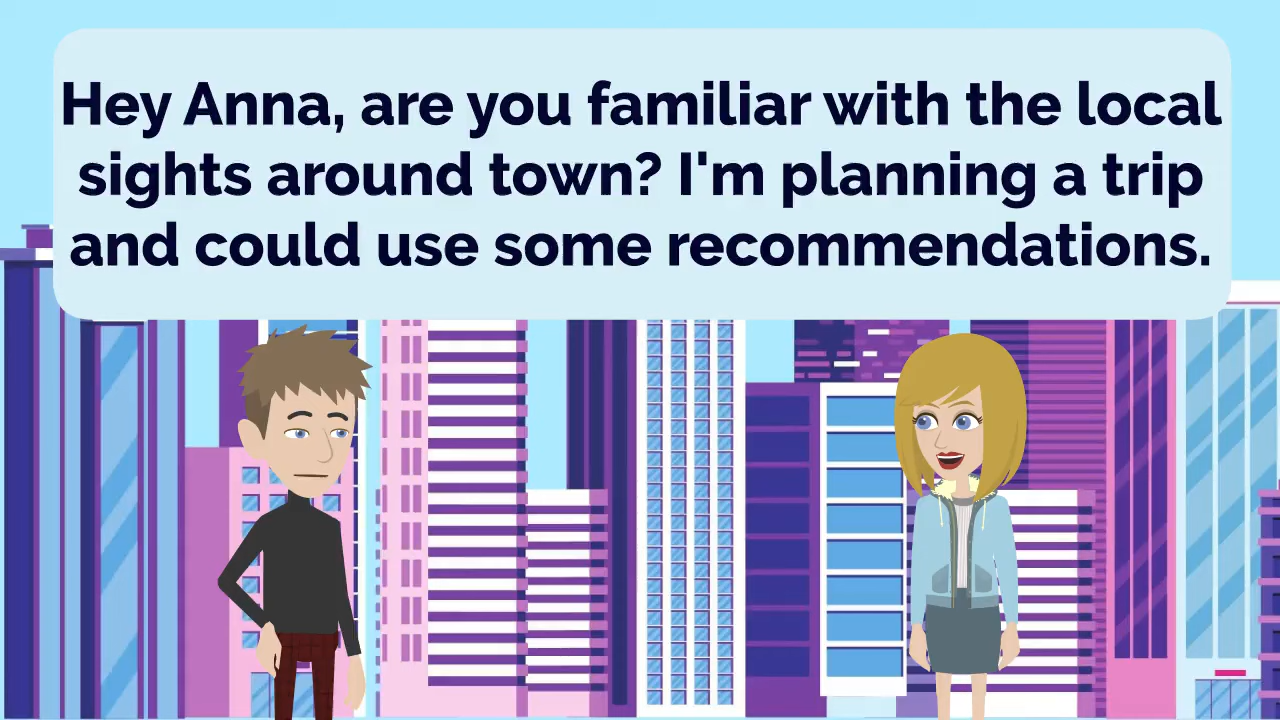 Hey Anna, are you familiar with the local
sights around town? I'm planning a trip
and could use some recommendations.